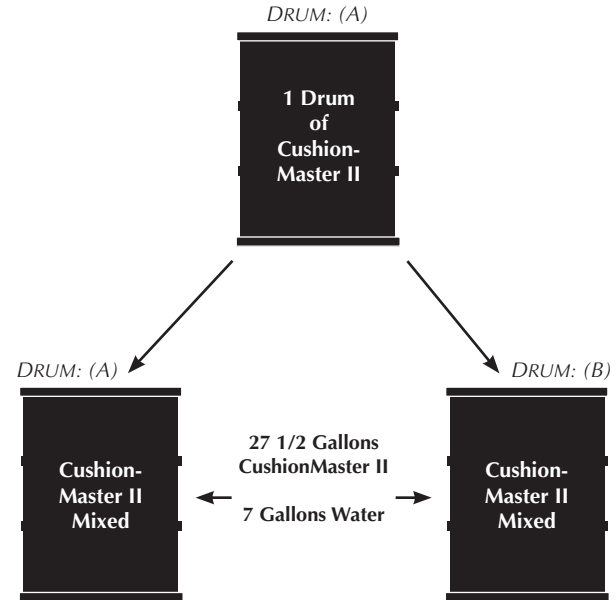 DRUM: (A)
1 Drum
of
Cushion-
Master II
DRUM: (A)
DRUM: (B)
Cushion-
Master II
Mixed
27 1/2 Gallons
CushionMaster II
7 Gallons Water
Cushion-
Master II
Mixed